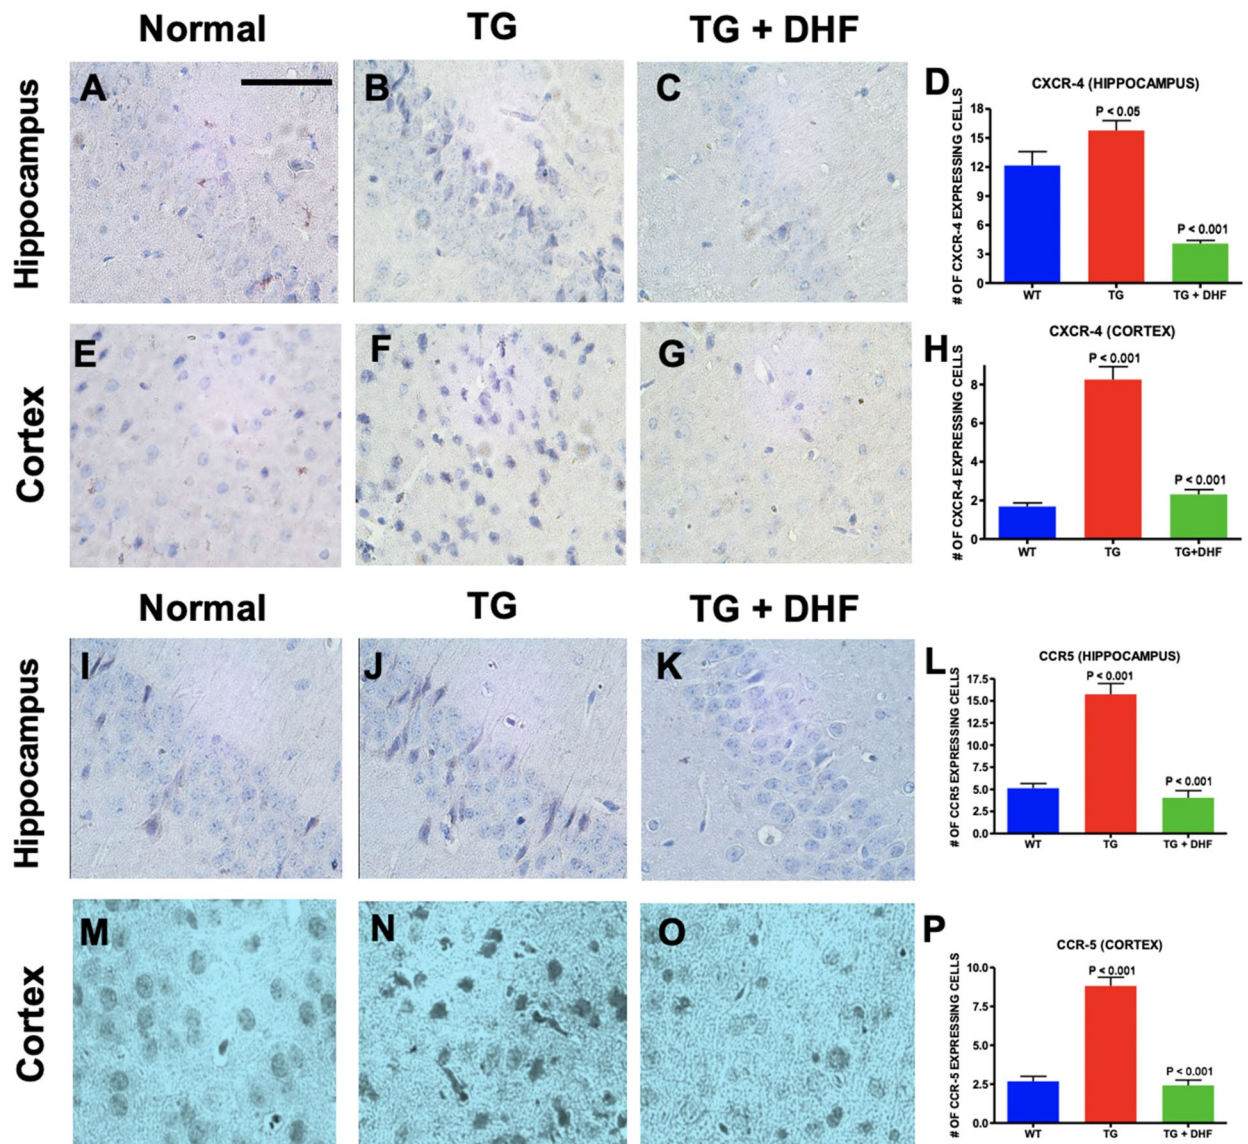 Normal TG TG + DHF
Hippocampus
A B C D
CXCR-4 (HIPPOCAMPUS)
# OF CXCR-4 EXPRESSING CELLS
18
15
12
9
6
3
0
P < 0.05
P < 0.001
WT TG TG + DHF
Cortex
E F G H
CXCR-4 (CORTEX)
# OF CXCR-4 EXPRESSING CELLS
8
6
4
2
0
P < 0.001
P < 0.001
WT TG TG+DHF
Normal TG TG + DHF
Hippocampus
I J K L
CCR5 (HIPPOCAMPUS)
# OF CCR5 EXPRESSING CELLS
17.5
15.0
12.5
10.0
7.5
5.0
2.5
0.0
P < 0.001
P < 0.001
WT TG TG + DHF
Cortex
M N O P
CCR-5 (CORTEX)
# OF CCR-5 EXPRESSING CELLS
10.0
7.5
5.0
2.5
0.0
P < 0.001
P < 0.001
WT TG TG + DHF